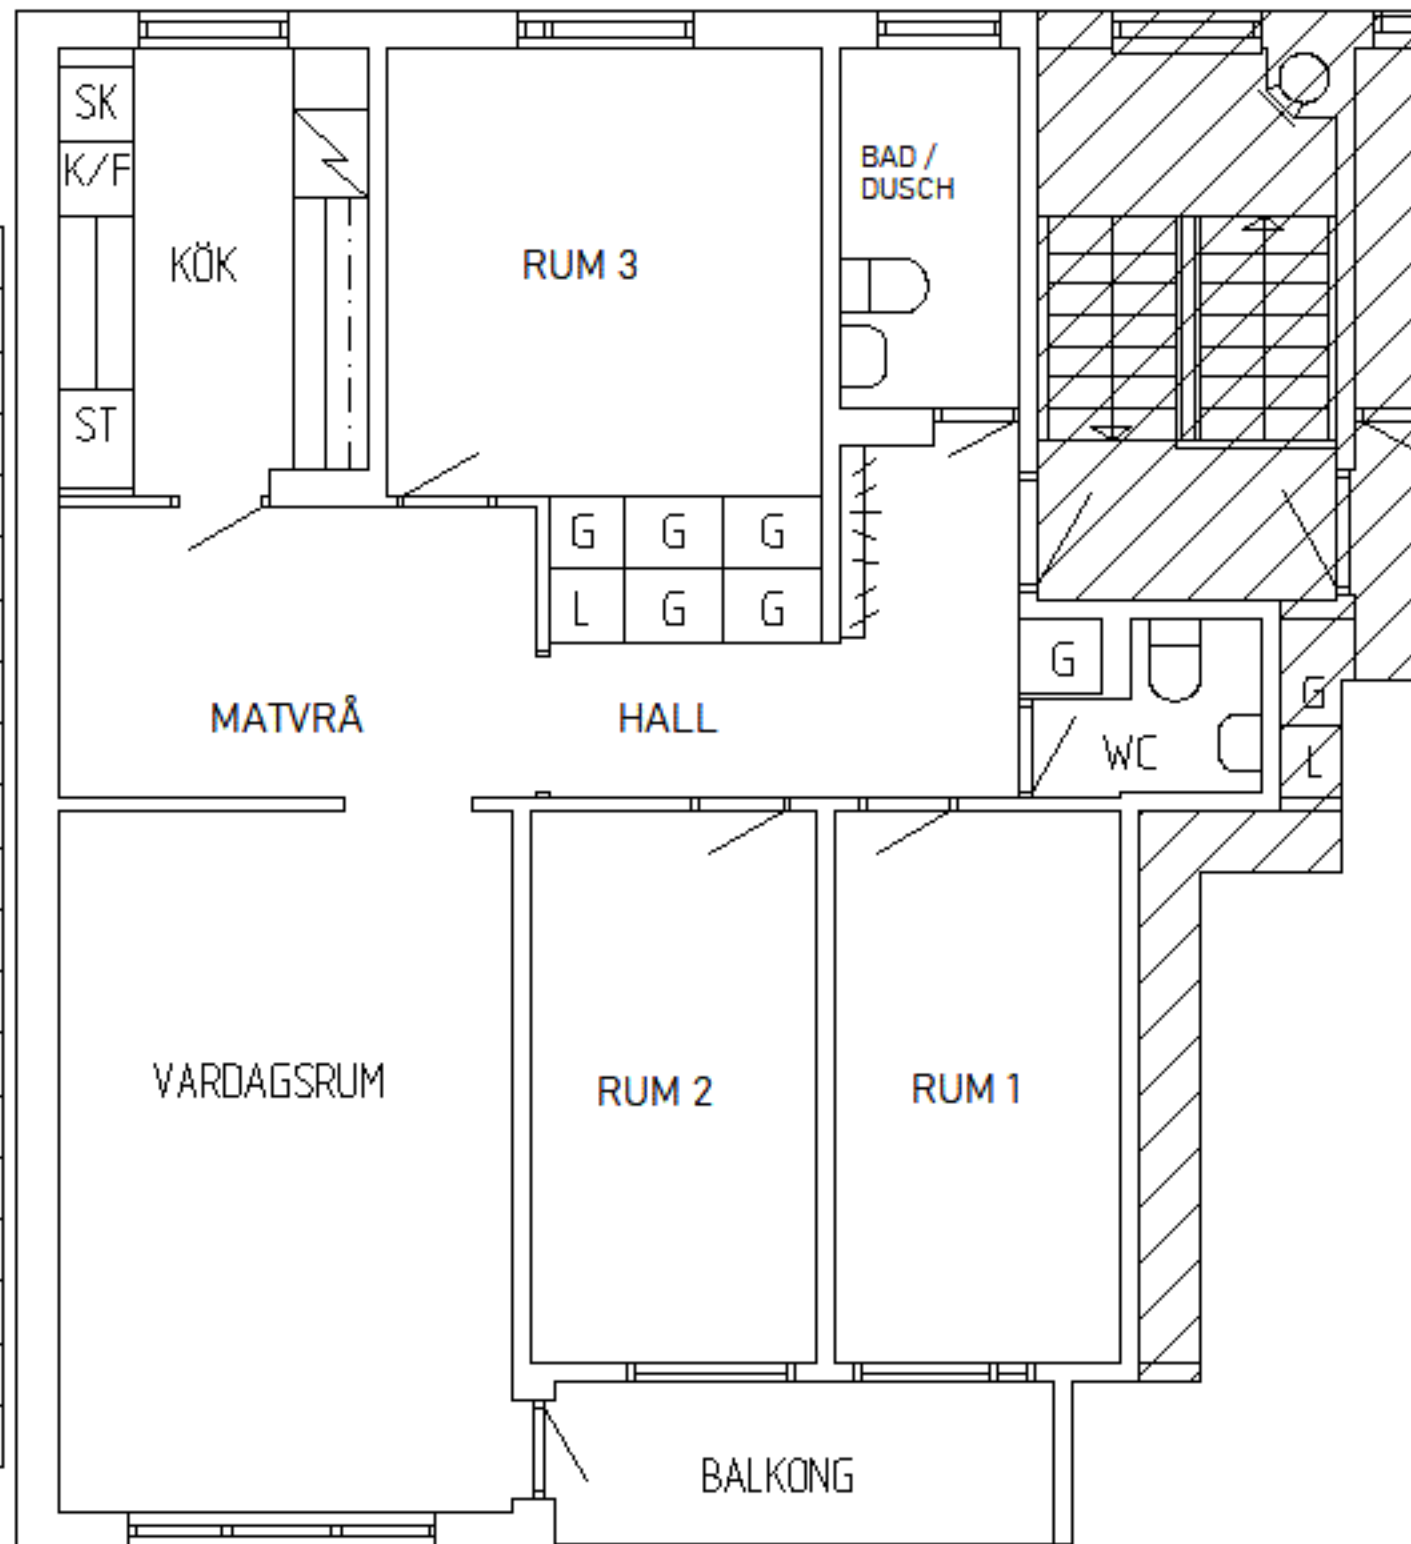 SK
K/F
KÖK
ST
RUM 3
BAD /
DUSCH
G G G
L G G
G
G
L
WC
MATVRÅ
HALL
VARDAGSRUM
RUM 2
RUM 1
BALKONG